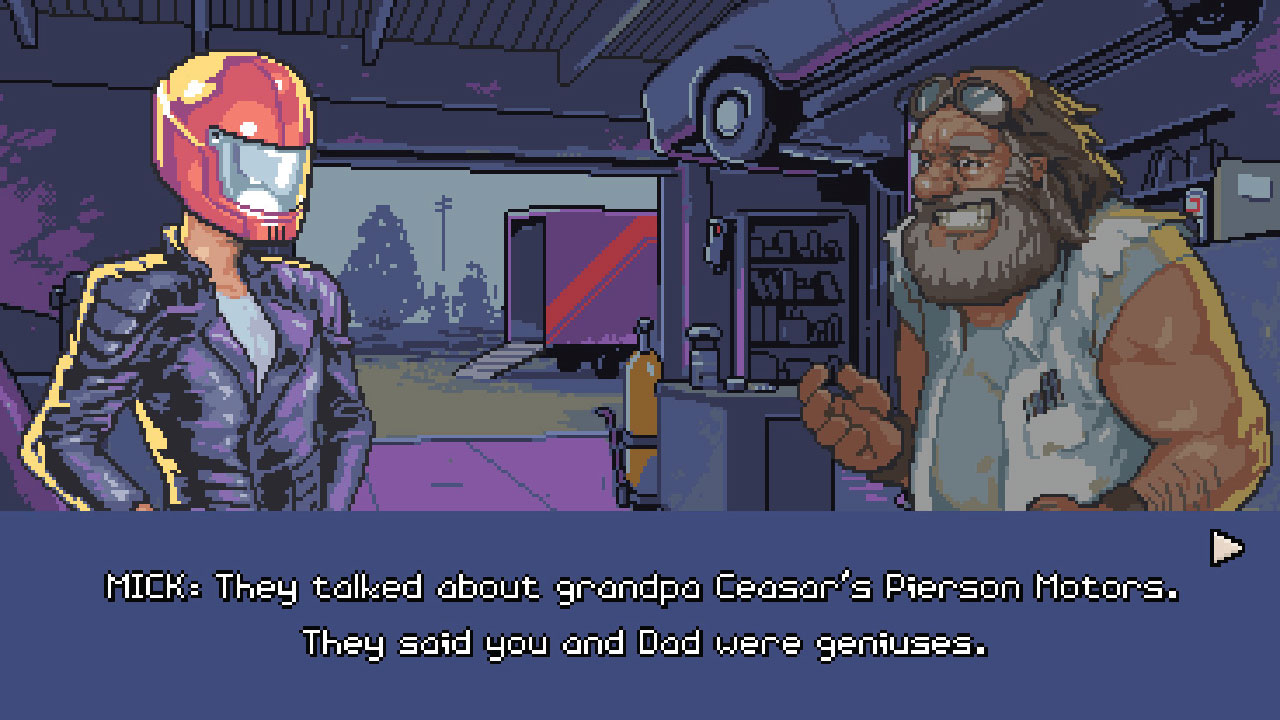 MICK: They talked about grandpa Ceasar's Pierson Motors.
They said you and Dad were geniuses.